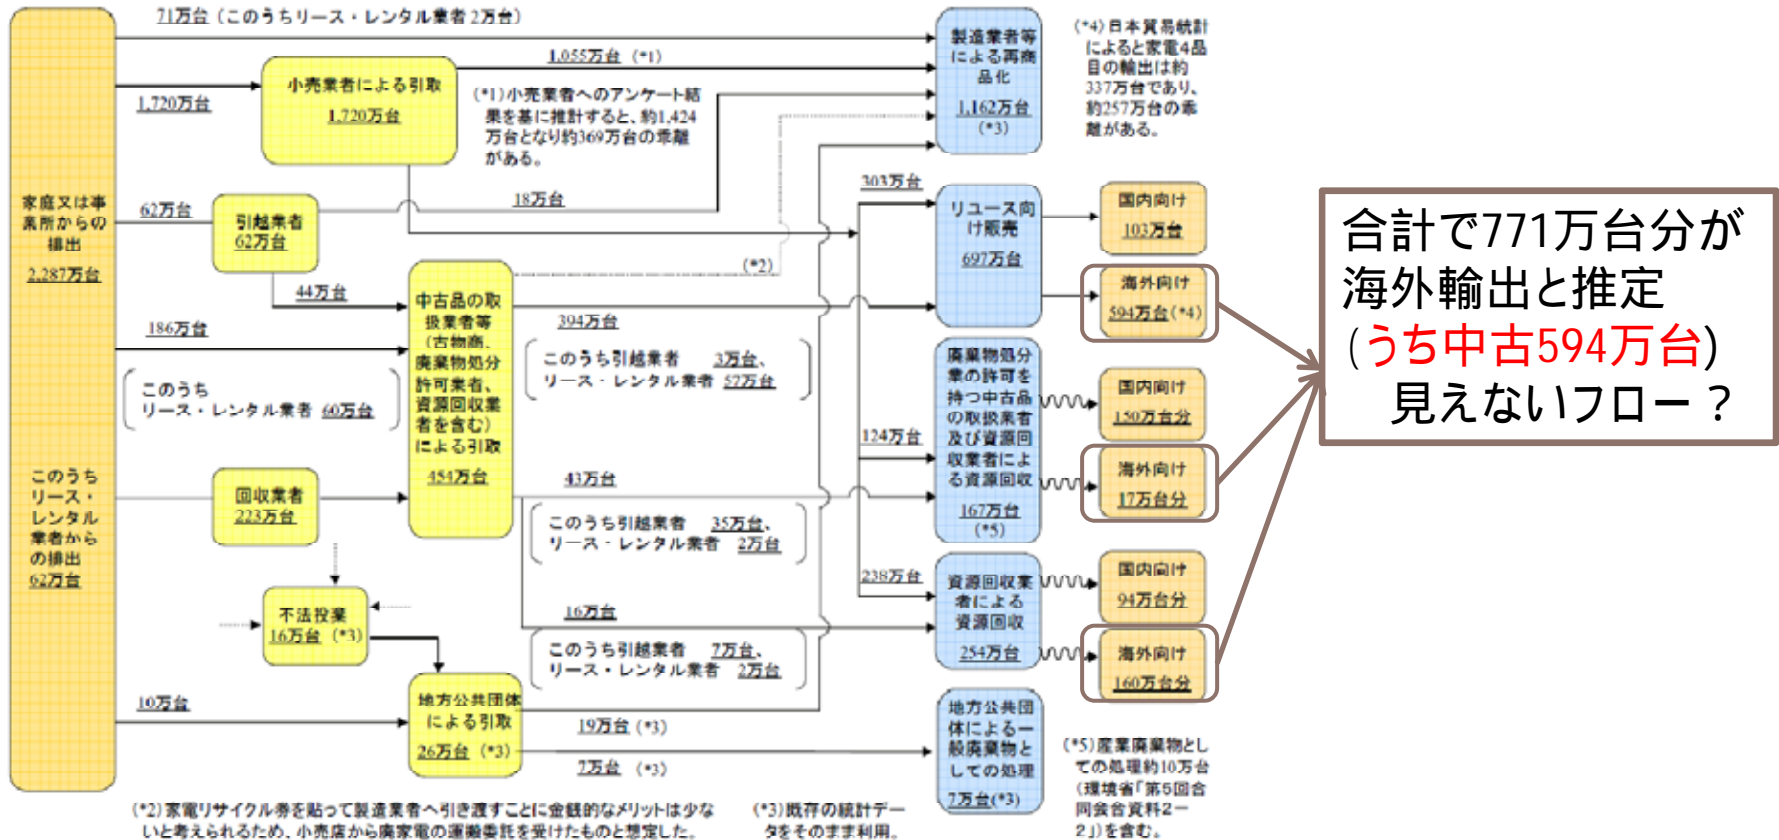 71万台（このうちリース・レンタル業者 2万台）
家庭又は事
業所からの
排出
2,287万台
このうち
リース・
レンタル
業者から
の排出
62万台
1,720万台
小売業者による引取
1,720万台
1,055万台 (*1)
(*1)小売業者へのアンケート結
果を基に推計すると、約1,424
万台となり約369万台の乖離
がある。
62万台
引越業者
62万台
18万台
44万台
186万台
このうち
リース・レンタル業者 60万台
回収業者
223万台
不法投棄
16万台 (*3)
10万台
中古品の取
扱業者等
（古物商、
廃棄物処分
許可業者、
資源回収業
者を含む）
による引取
454万台
地方公共団体
による引取
26万台 (*3)
(*2)
394万台
このうち引越業者 3万台、
リース・レンタル業者 57万台
43万台
このうち引越業者 35万台、
リース・レンタル業者 2万台
16万台
このうち引越業者 7万台、
リース・レンタル業者 2万台
19万台 (*3)
7万台 (*3)
303万台
124万台
238万台
製造業者等
による再商
品化
1,162万台
(*3)
リユース向
け販売
697万台
廃棄物処分
業の許可を
持つ中古品
の取扱業者
及び資源回
収業者によ
る資源回収
167万台
(*5)
資源回収業
者による
資源回収
254万台
地方公共団
体による一
般廃棄物と
しての処理
7万台(*3)
(*4)日本貿易統計
によると家電4品
目の輸出は約
337万台であり、
約257万台の乖
離がある。
国内向け
103万台
海外向け
594万台(*4)
国内向け
150万台分
海外向け
17万台分
国内向け
94万台分
海外向け
160万台分
合計で771万台分が
海外輸出と推定
(うち中古594万台)
見えないフロー？
(*2)家電リサイクル券を貼って製造業者へ引き渡すことに金銭的なメリットは少な
いと考えられるため、小売店から廃家電の運搬委託を受けたものと想定した。
(*3)既存の統計デー
タをそのまま利用。
(*5)産業廃棄物とし
ての処理約10万台
（環境省「第5回合
同会合資料2－
2」）を含む。